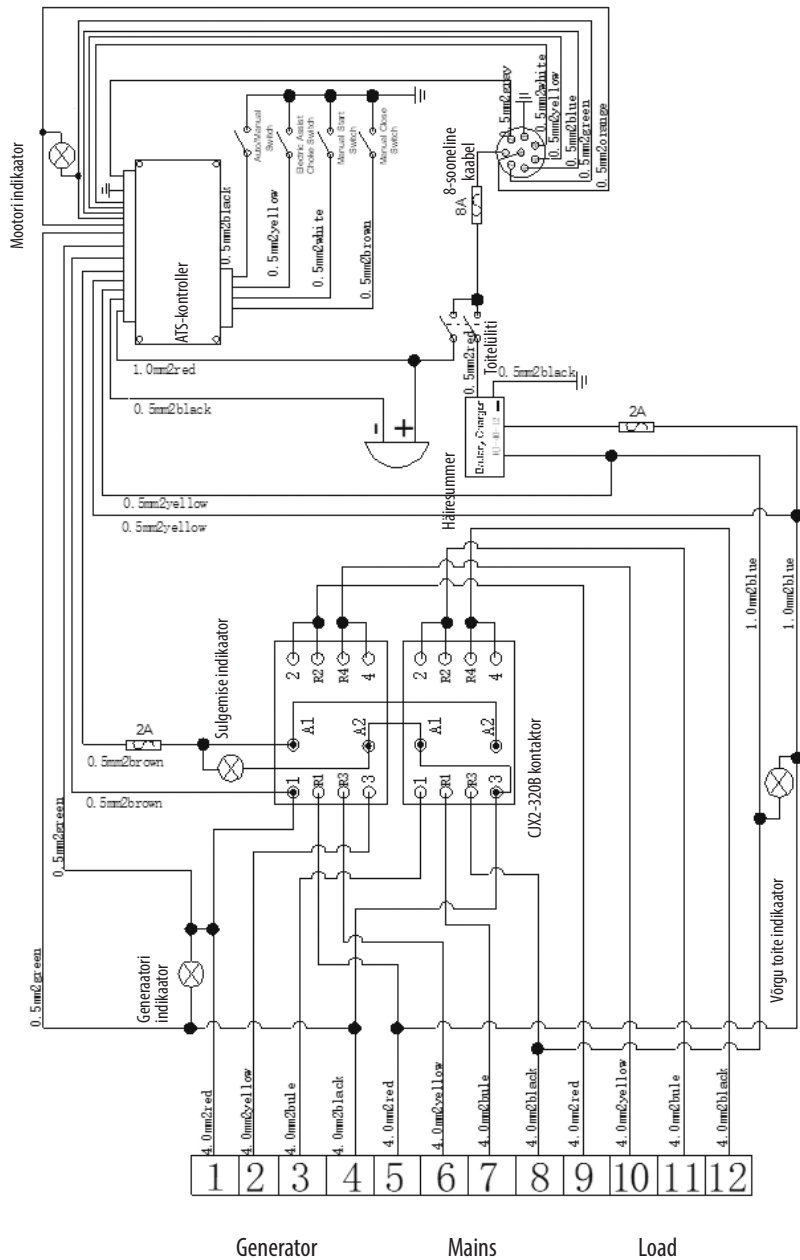 0.5mm2gray
0.5mm2white
0.5mm2yellow
0.5mm2blue
0.5mm2green
0.5mm2orange
8-sooneline
kaabel
8A
Auto/Manual
Switch
Electric Assist
Choke Switch
Manual Start
Switch
Manual Close
Switch
Mootori indikaator
ATS-kontroller
0.5mm2black
0.5mm2yellow
0.5mm2white
0.5mm2brown
1.0mm2red
0.5mm2black
-
+
Toitelüliti
0.5mm2red
0.5mm2black
Battery Charger
Häiresummer
2A
0.5mm2yellow
0.5mm2yellow
1.0mm2blue
1.0mm2blue
Sulgemise indikaator
2A
0.5mm2brown
0.5mm2brown
2
R2
R4
4
A1
A2
1
R1
R3
3
2
R2
R4
4
A1
A2
1
R1
R3
3
CJX2-320B kontaktor
0.5mm2green
0.5mm2green
Generaatori
indikaator
Võrgu toite indikaator
4.0mm2red
4.0mm2yellow
4.0mm2bule
4.0mm2black
4.0mm2red
4.0mm2yellow
4.0mm2bule
4.0mm2black
4.0mm2red
4.0mm2yellow
4.0mm2bule
4.0mm2black
1 2 3 4 5 6 7 8 9 10 11 12
Generator Mains Load